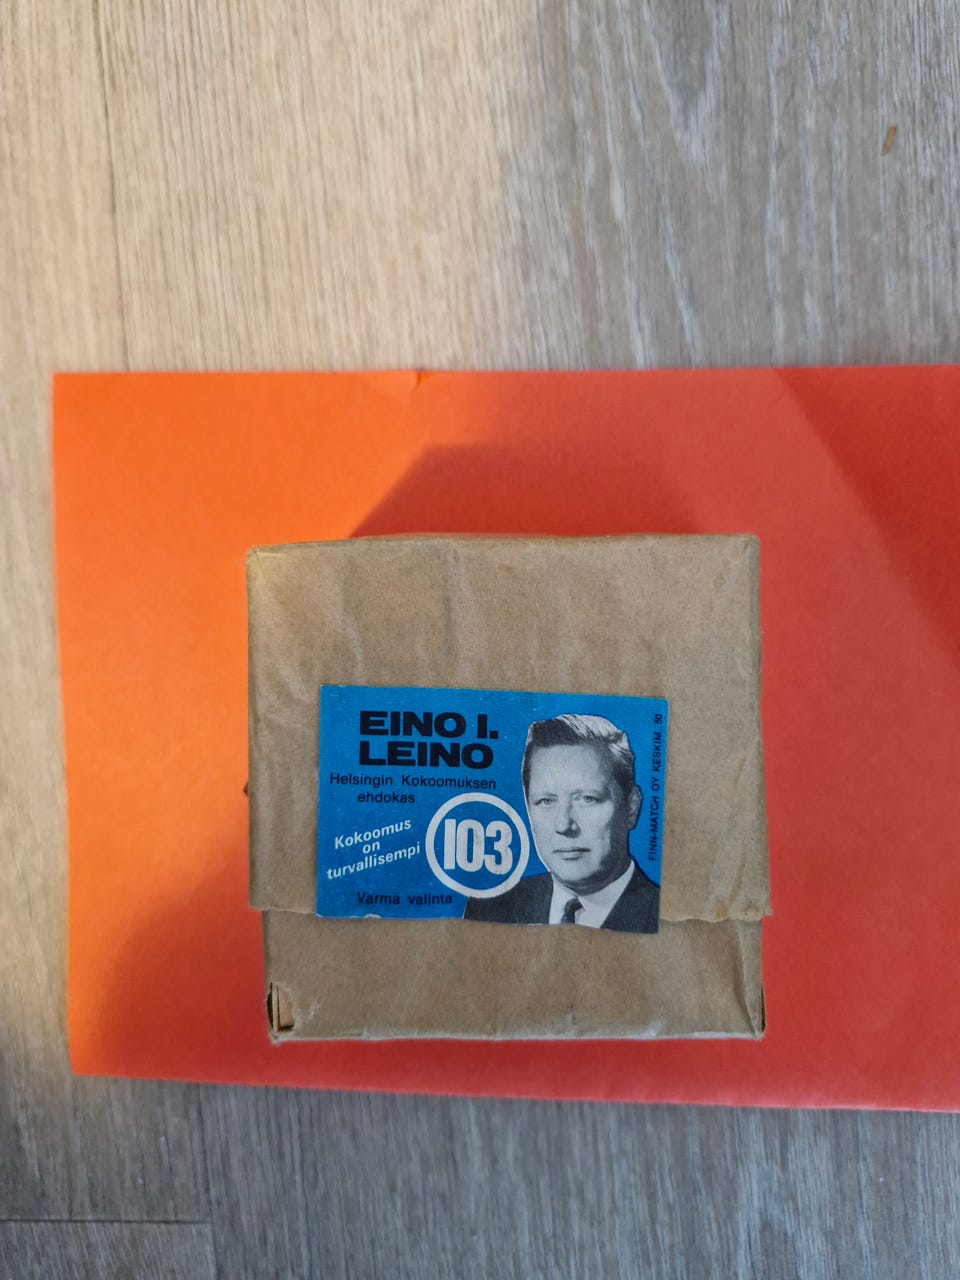 EINO I.
LEINO
Helsingin Kokoomuksen
ehdokas
Kokoomus
on
turvallisempi
103
Varma valinta
FINN-MATCH OY KESKIM. 50